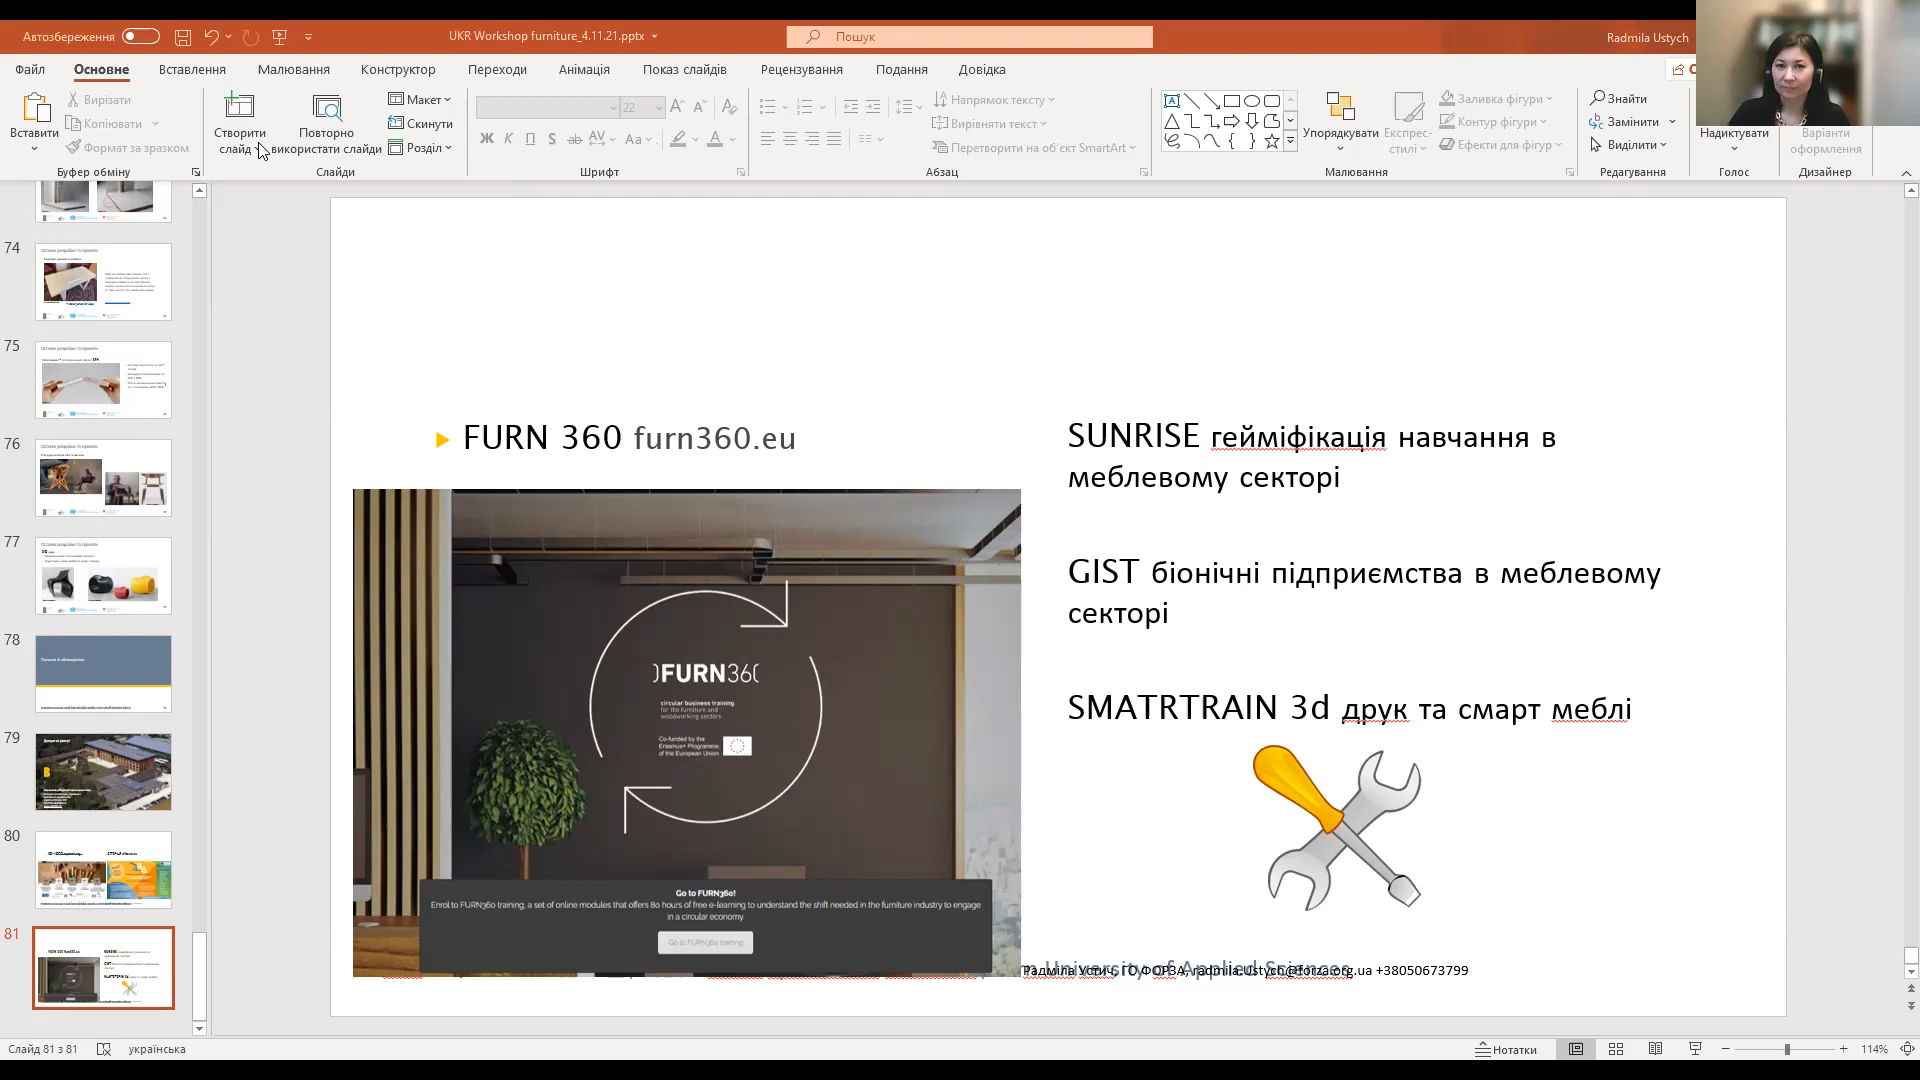 Автозбереження
UKR Workshop furniture_4.11.21.pptx
Пошук
Radmila Ustych
Файл
Основне
Вставлення
Малювання
Конструктор
Переходи
Анімація
Показ слайдів
Рецензування
Подання
Довідка
Вставити
Вирізати
Копіювати
Формат за зразком
Буфер обміну
Створити слайд
Повторно використати слайди
Макет
Скинути
Розділ
Слайди
22
Шрифт
Напрямок тексту
Вирівняти текст
Перетворити на об'єкт SmartArt
Абзац
Упорядкувати
Експрес-стилі
Заливка фігури
Контур фігури
Ефекти для фігур
Малювання
Знайти
Замінити
Виділити
Редагування
Надиктувати
Голос
Варіанти оформлення
Дизайнер
74
75
76
77
78
79
80
81
FURN 360 furn360.eu
)FURN36(
circular business training
for the furniture and
woodworking sectors
Co-funded by the
Erasmus+ Programme
of the European Union
Go to FURN360!
Enrol to FURN360 training, a set of online modules that offers 80 hours of free e-learning to understand the shift needed in the furniture industry to engage
in a circular economy.
Go to FURN360 training
SUNRISE гейміфікація навчання в
меблевому секторі
GIST біонічні підприємства в меблевому
секторі
SMATRTRAIN 3d друк та смарт меблі
University of Applied Sciences
Радміла Устич, ГО ФОРЗА, radmila.Ustych@forza.org.ua +38050673799
Слайд 81 з 81
українська
Нотатки
114%